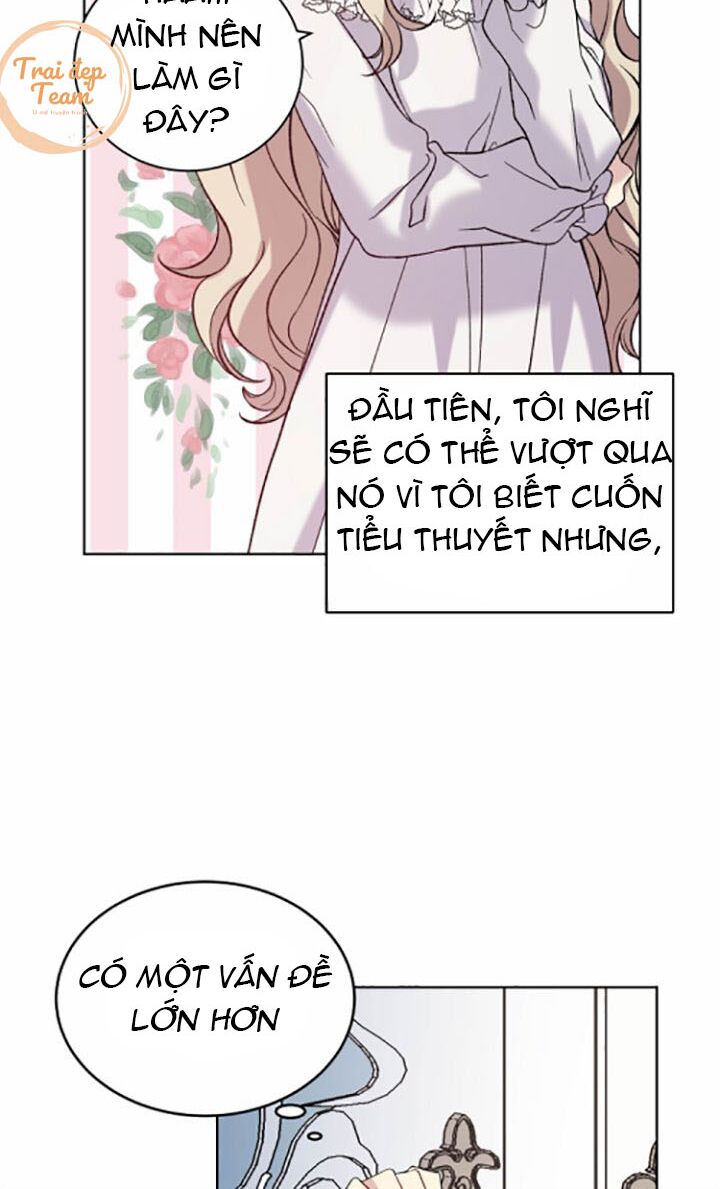 MÌNH NÊN
LÀM GÌ
ĐÂY?
Trai đẹp
Team
ĐẦU TIÊN, TÔI NGHĨ
SẼ CÓ THỂ VƯỢT QUA
NÓ VÌ TÔI BIẾT CUỐN
TIỂU THUYẾT NHƯNG,
CÓ MỘT VẤN ĐỀ
LỚN HƠN